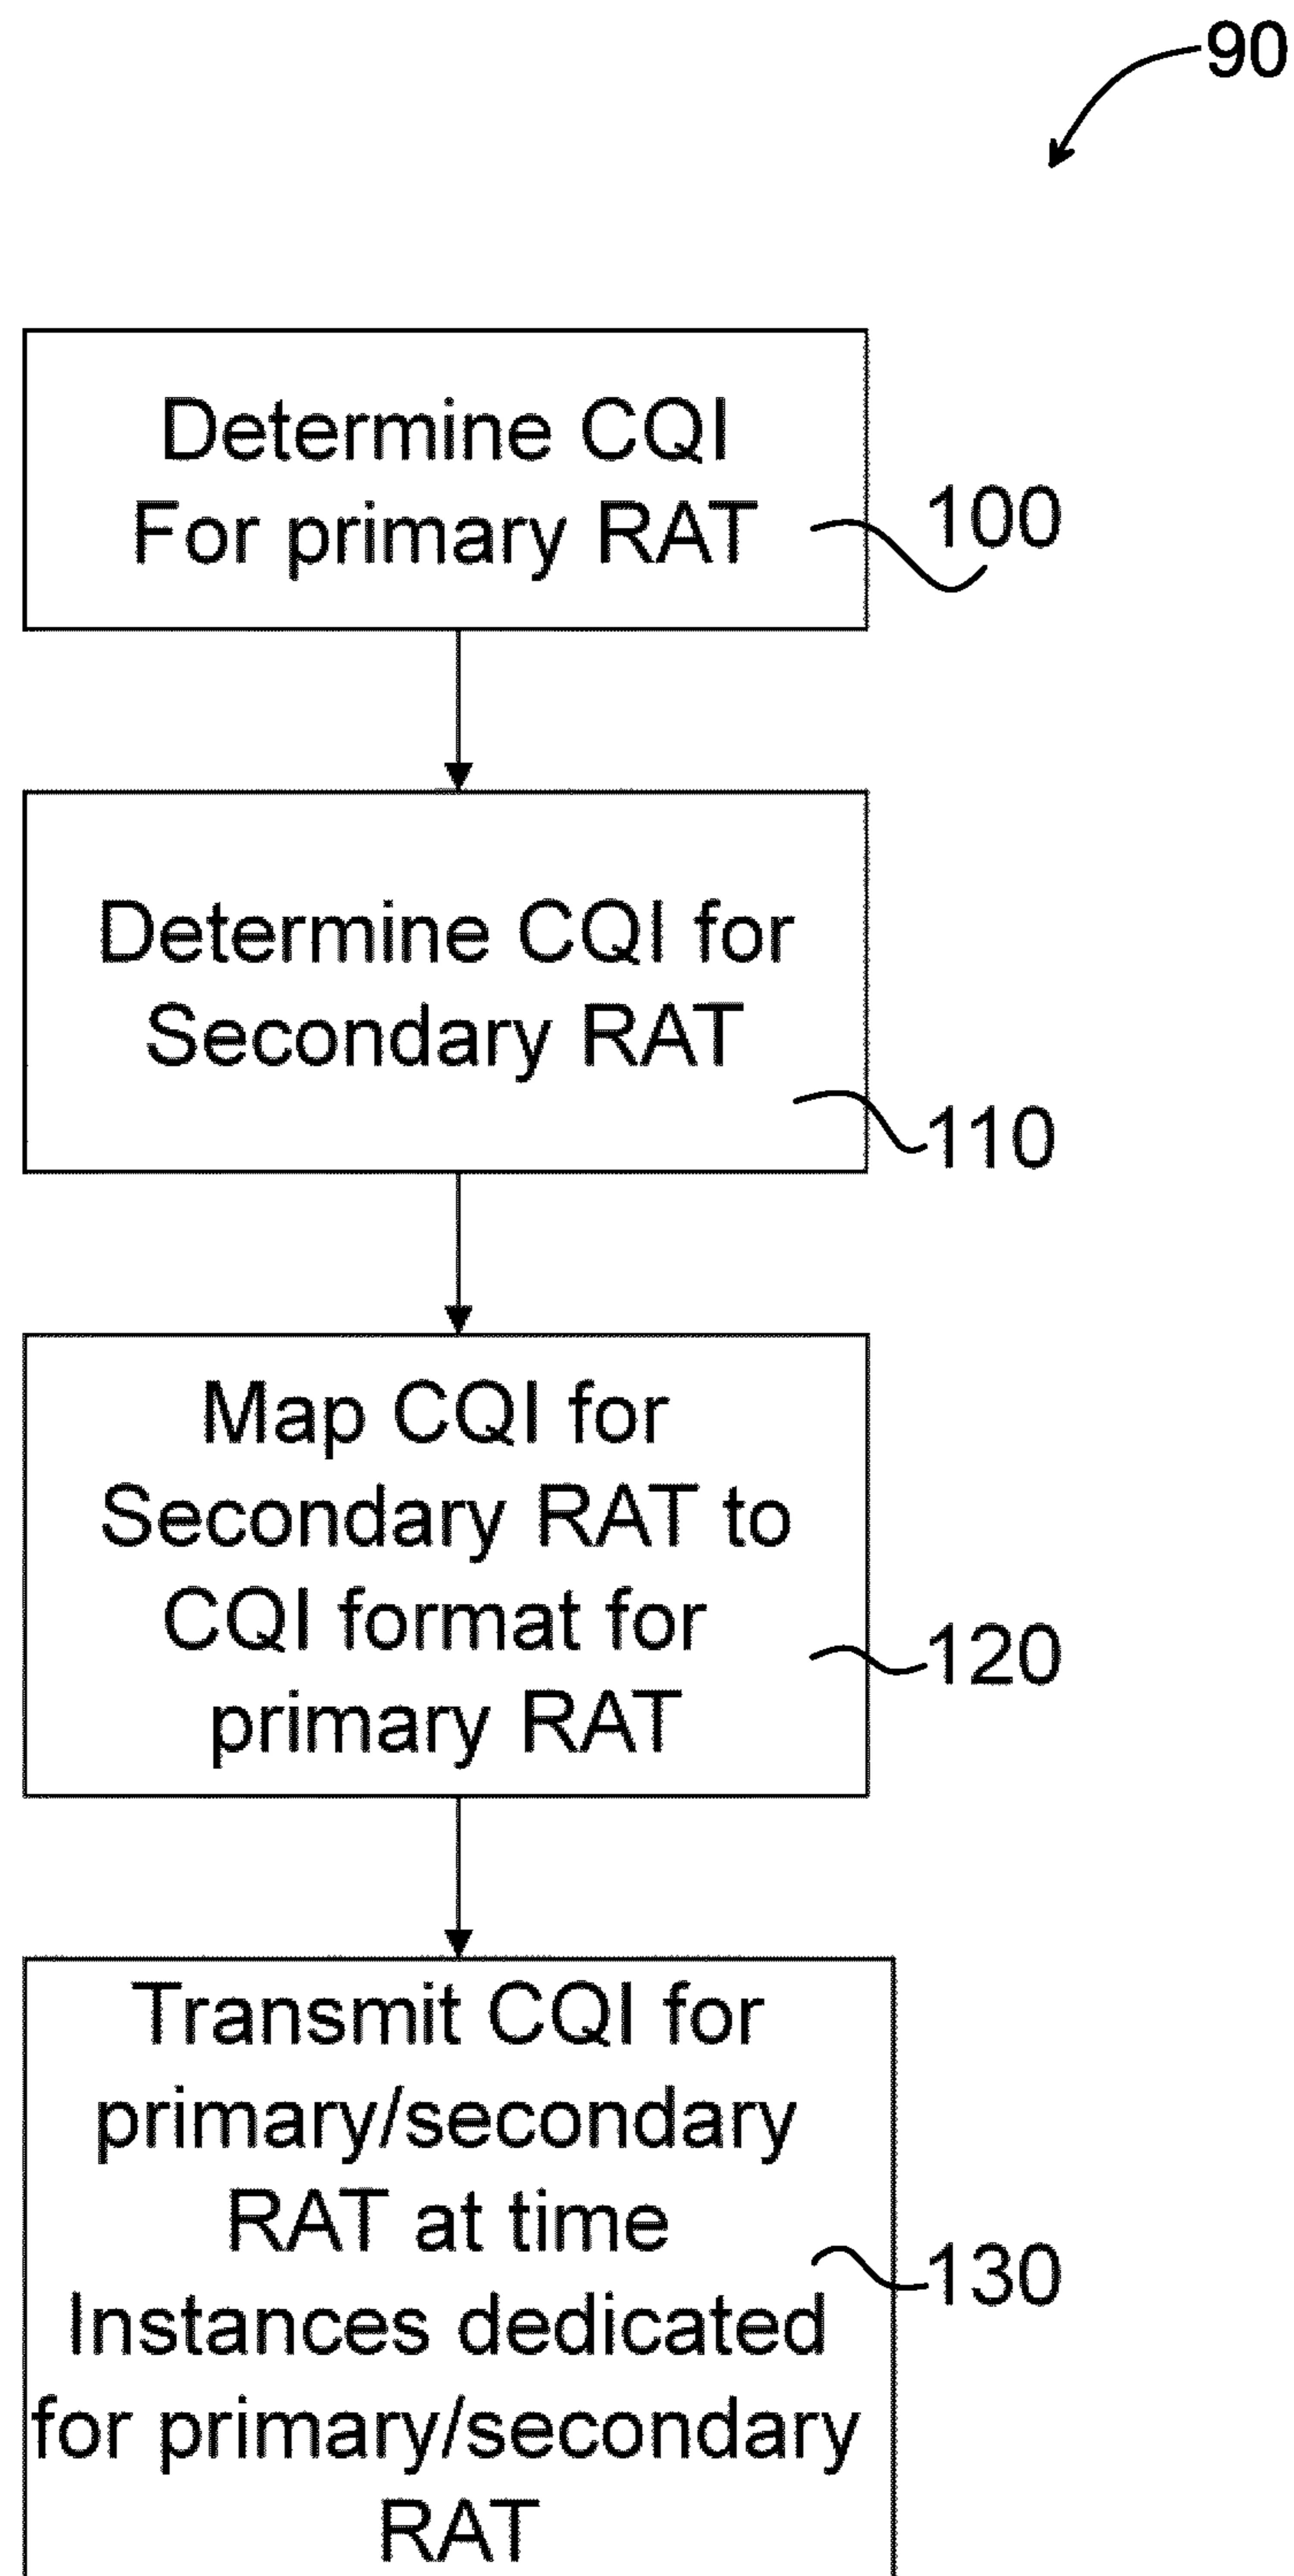 90
Determine CQI
For primary RAT
100
Determine CQI for
Secondary RAT
110
Map CQI for
Secondary RAT to
CQI format for
primary RAT
120
Transmit CQI for
primary/secondary
RAT at time
Instances dedicated
for primary/secondary
RAT
130